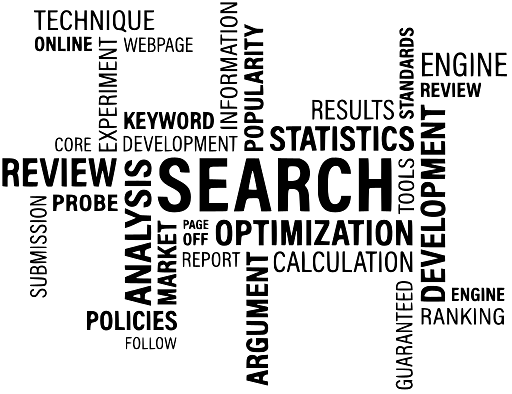 TECHNIQUE
ONLINE
WEBPAGE
EXPERIMENT
INFORMATION
POPULARITY
STANDARDS
ENGINE
REVIEW
KEYWORD
RESULTS
CORE
DEVELOPMENT
STATISTICS
REVIEW
SEARCH
TOOLS
DEVELOPMENT
PROBE
ANALYSIS
SUBMISSION
MARKET
PAGE
OFF
OPTIMIZATION
REPORT
CALCULATION
ARGUMENT
GUARANTEED
ENGINE
RANKING
POLICIES
FOLLOW